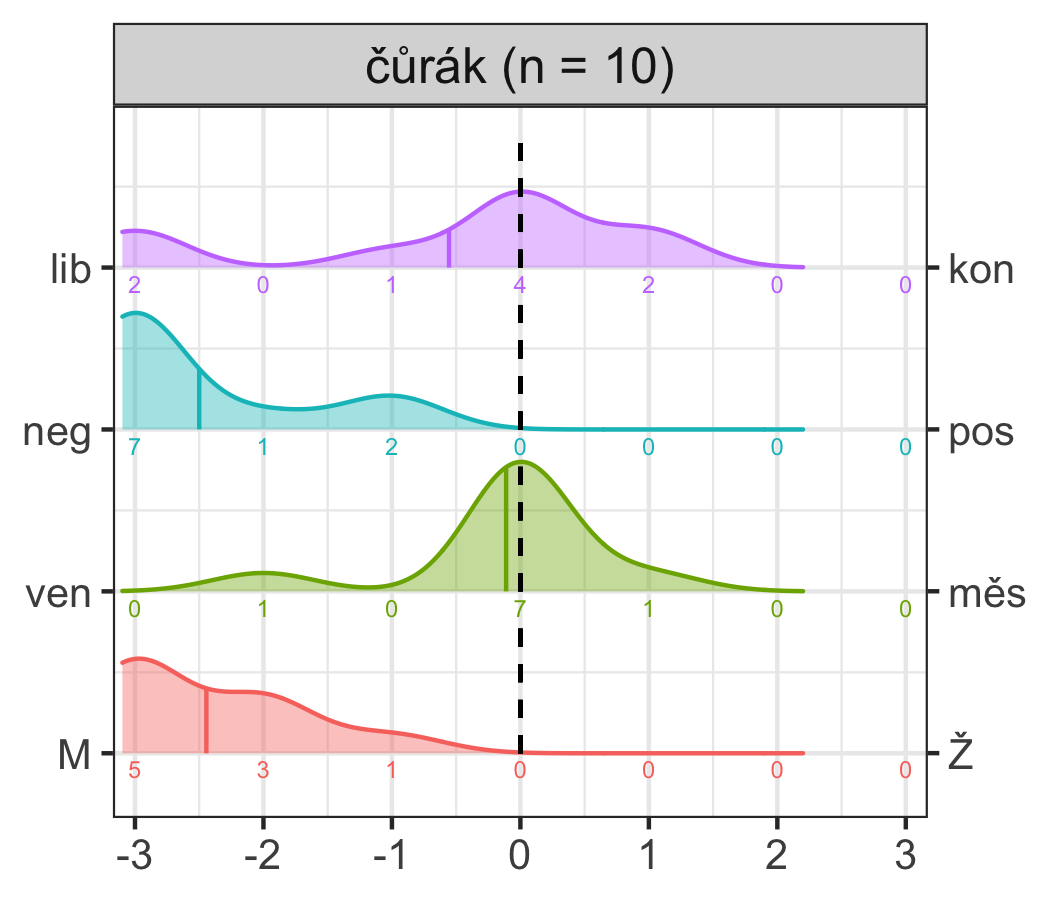 čůrák (n = 10)
lib kon
2 0 1 4 2 0 0
neg pos
7 1 2 0 0 0 0
ven měs
0 1 0 7 1 0 0
M Ž
5 3 1 0 0 0 0
-3 -2 -1 0 1 2 3